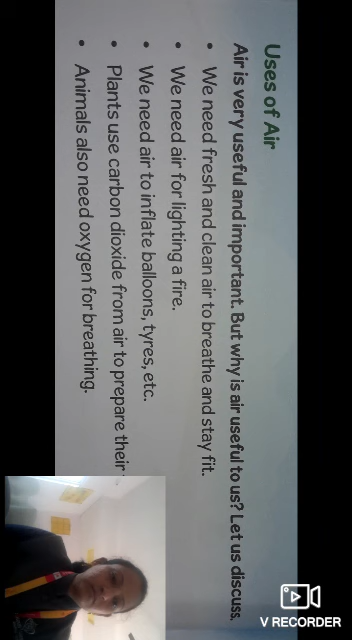 Uses of Air
Air is very useful and important. But why is air useful to us? Let us discuss.
• We need fresh and clean air to breathe and stay fit.
• We need air for lighting a fire.
• We need air to inflate balloons, tyres, etc.
• Plants use carbon dioxide from air to prepare their
• Animals also need oxygen for breathing.
V RECORDER